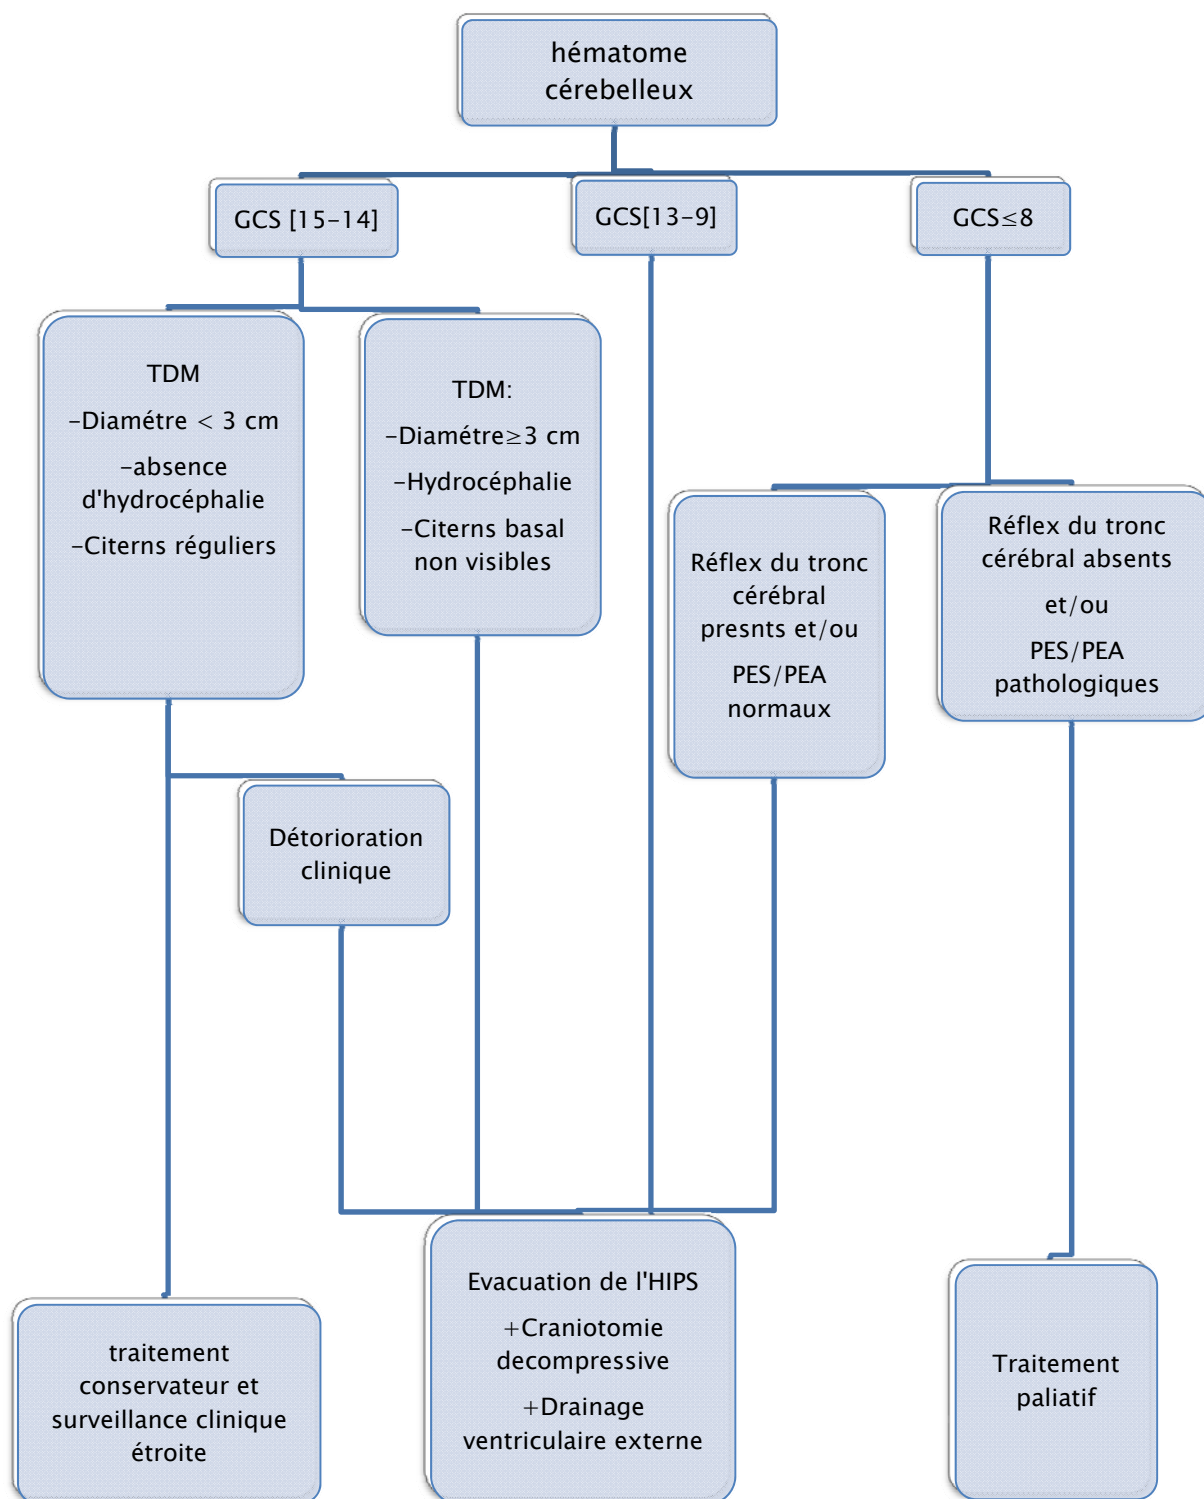 hématome
cérebelleux
GCS [15-14]
GCS[13-9]
GCS≤8
TDM
-Diamétre < 3 cm
-absence
d'hydrocéphalie
-Citerns réguliers
TDM:
-Diamétre≥3 cm
-Hydrocéphalie
-Citerns basal
non visibles
Réflex du tronc
cérébral
presnts et/ou
PES/PEA
normaux
Réflex du tronc
cérébral absents
et/ou
PES/PEA
pathologiques
Détorioration
clinique
traitement
conservateur et
surveillance clinique
étroite
Evacuation de l'HIPS
+Craniotomie
decompressive
+Drainage
ventriculaire externe
Traitement
paliatif